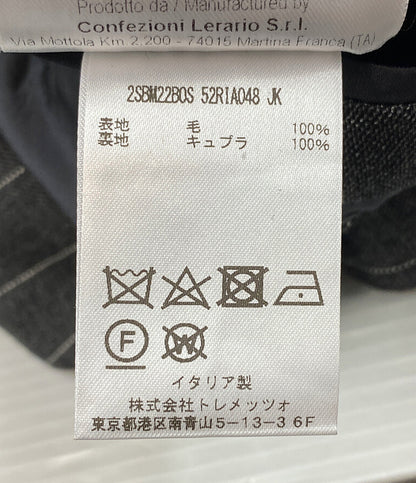 Prodotto da / Manufactured by
Confezioni Lerario S.r.l.
Via Mottola Km 2,200 - 74015 Martina Franca (TA)
2SBM22BOS 52RIA048 JK
表地 毛 100%
裏地 キュプラ 100%
F W
イタリア製
株式会社トレメッツォ
東京都港区南青山5-13-3 6F